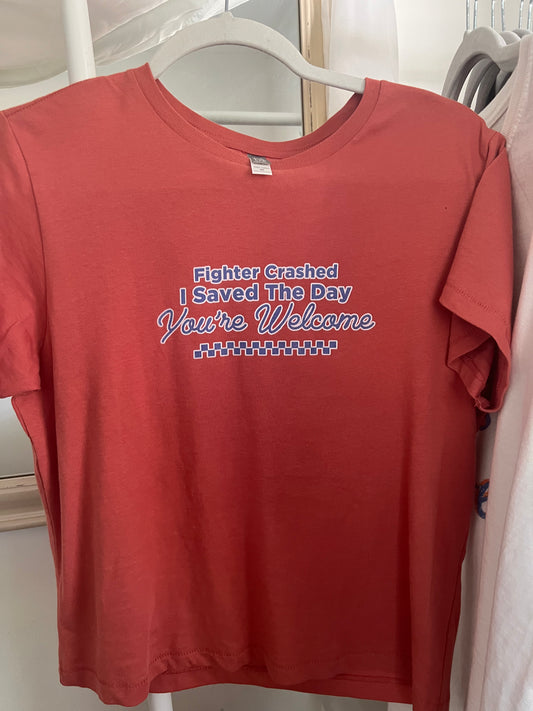 Fighter Crashed
I Saved The Day
You're Welcome